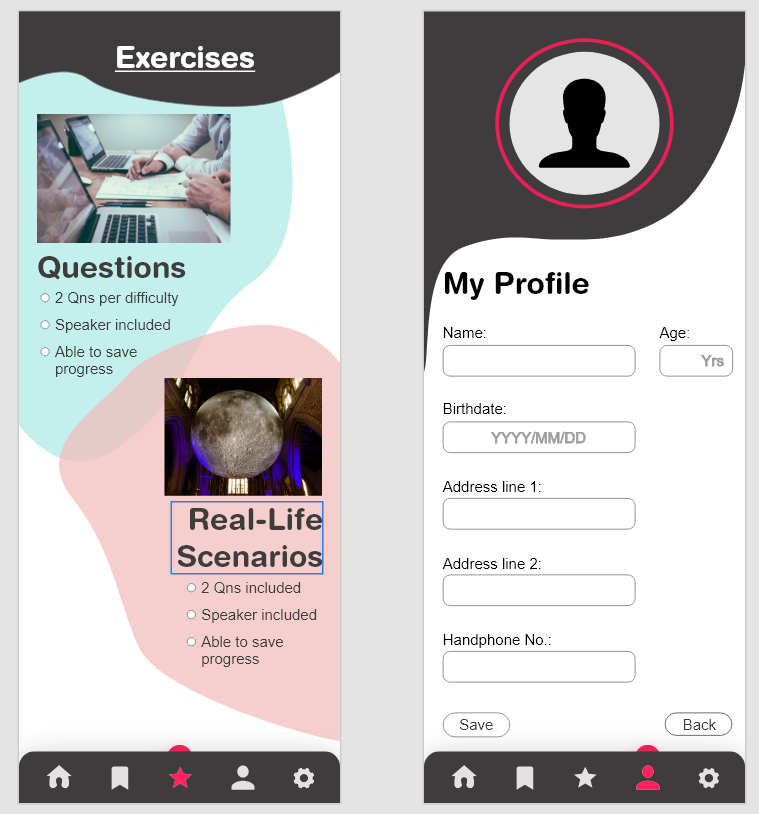 Exercises
Questions
2 Qns per difficulty
Speaker included
Able to save
progress
Real-Life
Scenarios
2 Qns included
Speaker included
Able to save
progress
My Profile
Name:
Age:
Yrs
Birthdate:
YYYY/MM/DD
Address line 1:
Address line 2:
Handphone No.:
Save
Back